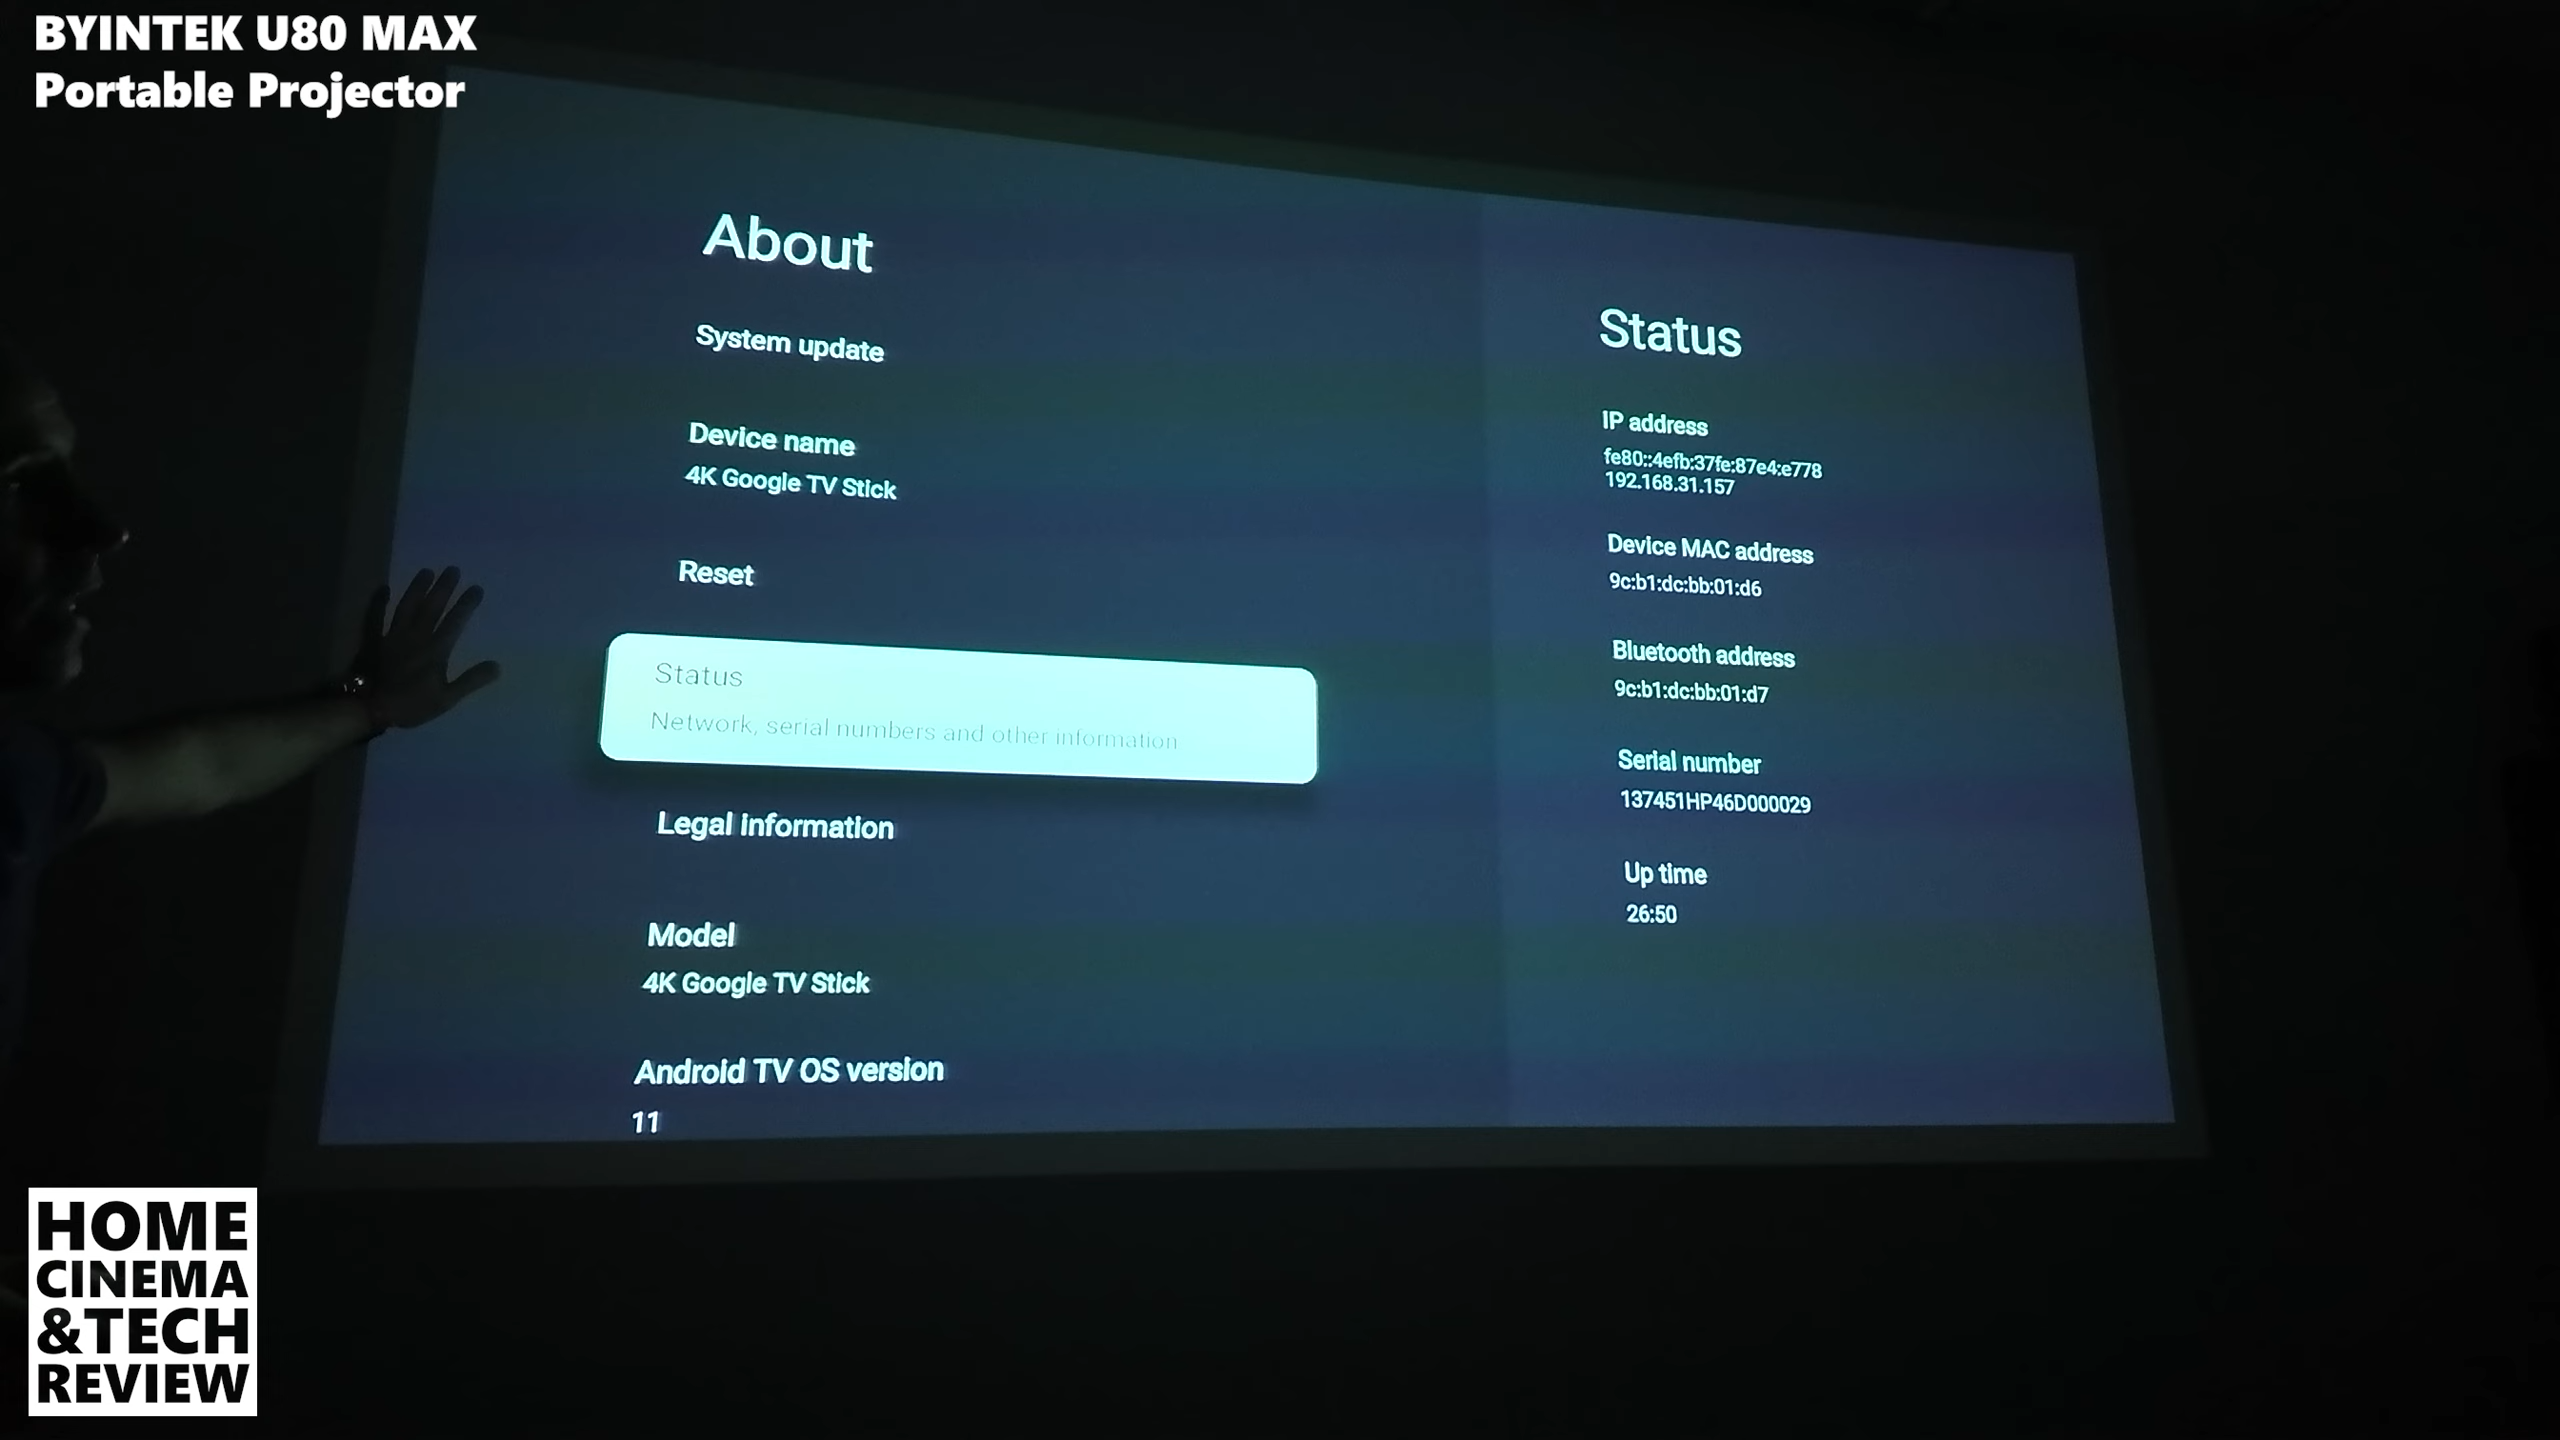 BYINTEK U80 MAX
Portable Projector
About
System update
Device name
4K Google TV Stick
Reset
Status
Network, serial numbers and other information
Legal information
Model
4K Google TV Stick
Android TV OS version
11
Status
IP address
fe80::4efb:37fe:87e4:e778
192.168.31.157
Device MAC address
9c:b1:dc:bb:01:d6
Bluetooth address
9c:b1:dc:bb:01:d7
Serial number
137451HP46D000029
Up time
26:50
HOME
CINEMA
&TECH
REVIEW